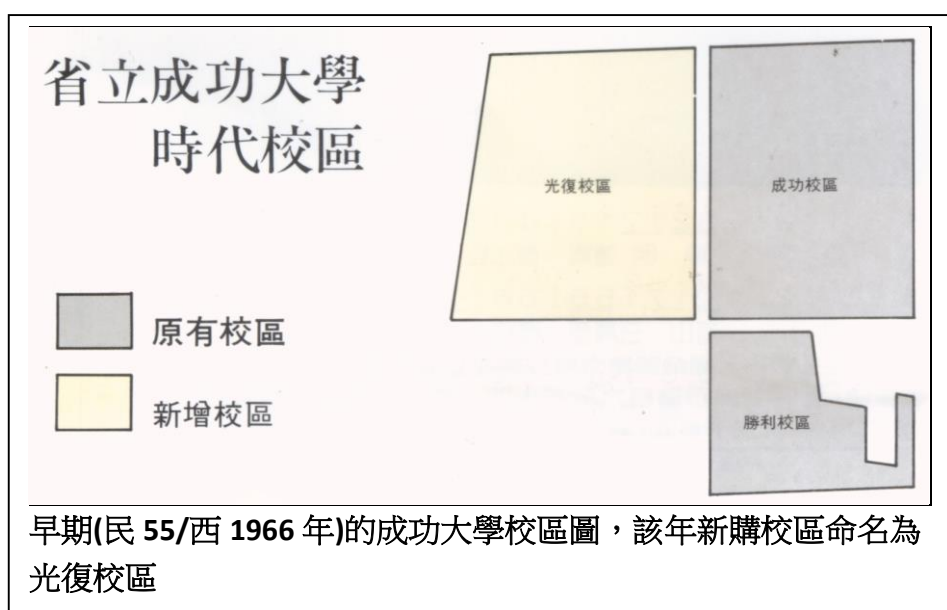 省立成功大學
時代校區
光復校區
成功校區
原有校區
新增校區
勝利校區
早期(民 55/西 1966 年)的成功大學校區圖，該年新購校區命名為
光復校區